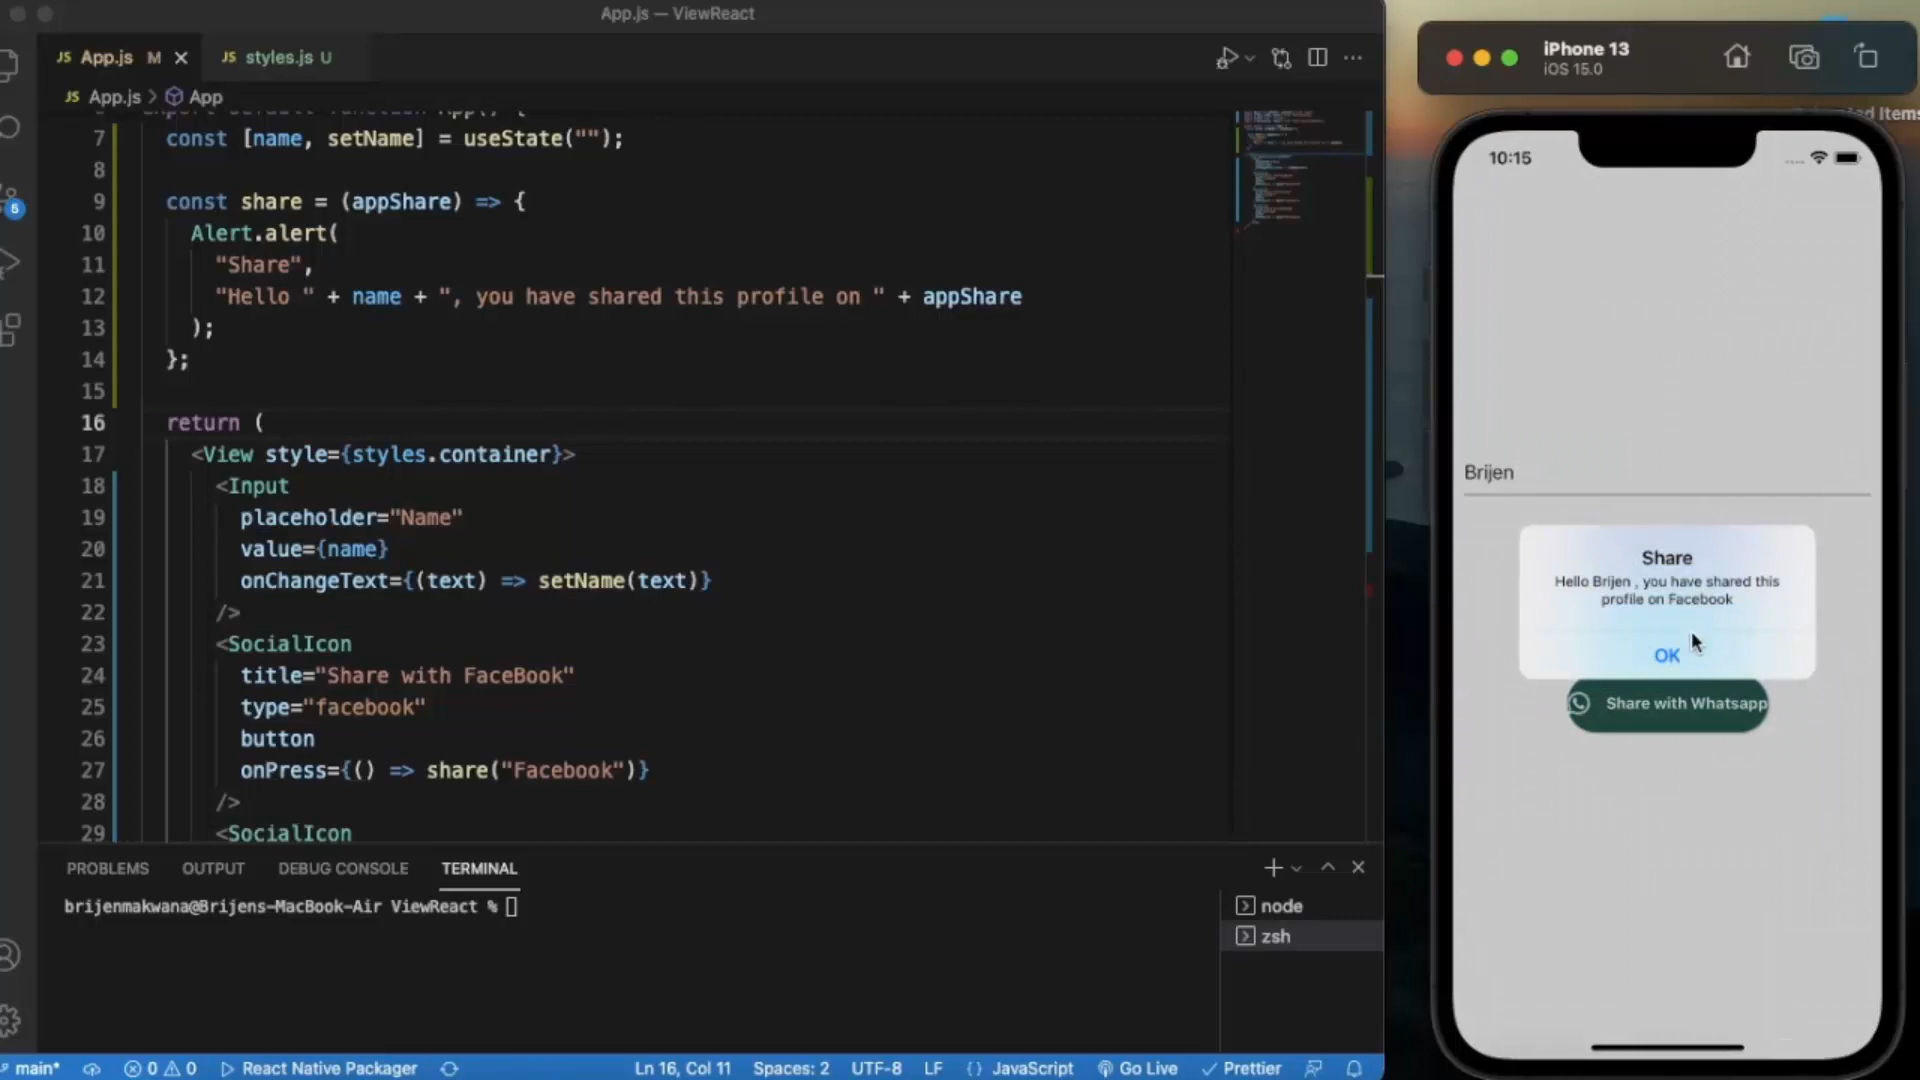 App.js — ViewReact
JS App.js M
JS styles.js U
JS App.js > App
7 const [name, setName] = useState("");
8
9 const share = (appShare) => {
10 Alert.alert(
11 "Share",
12 "Hello " + name + ", you have shared this profile on " + appShare
13 );
14 };
15
16 return (
17 <View style={styles.container}>
18 <Input
19 placeholder="Name"
20 value={name}
21 onChangeText={(text) => setName(text)}
22 />
23 <SocialIcon
24 title="Share with FaceBook"
25 type="facebook"
26 button
27 onPress={() => share("Facebook")}
28 />
29 <SocialIcon
5
PROBLEMS OUTPUT DEBUG CONSOLE TERMINAL
brijenmakwana@Brijens-MacBook-Air ViewReact %
node
zsh
main* 0 0 React Native Packager Ln 16, Col 11 Spaces: 2 UTF-8 LF {} JavaScript Go Live Prettier
iPhone 13
iOS 15.0
Items
10:15
Brijen
Share
Hello Brijen , you have shared this
profile on Facebook
OK
Share with Whatsapp